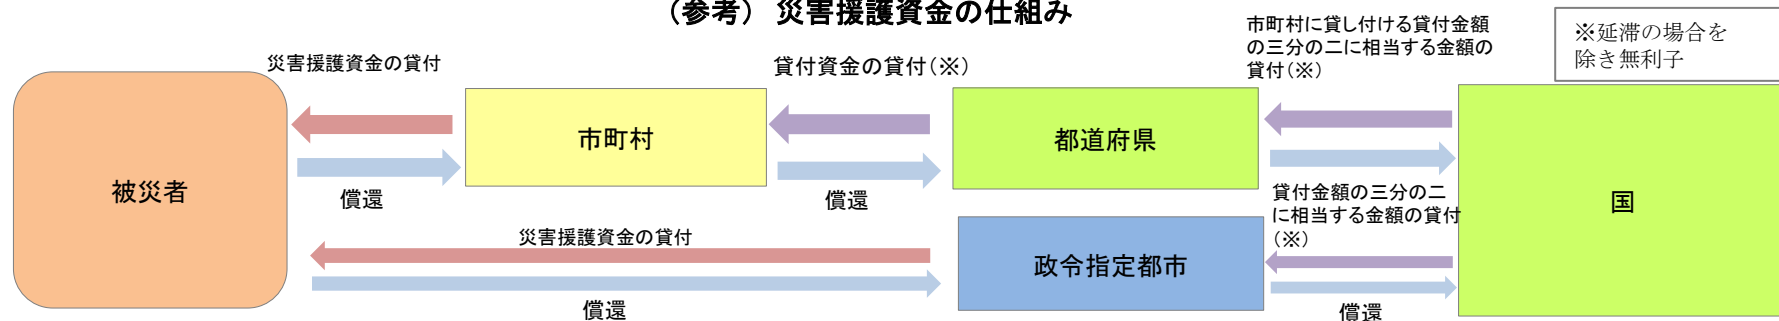 （参考） 災害援護資金の仕組み
※延滞の場合を
除き無利子
災害援護資金の貸付
貸付資金の貸付（※）
市町村に貸し付ける貸付金額
の三分の二に相当する金額の
貸付（※）
被災者
市町村
都道府県
国
償還
償還
貸付金額の三分の二
に相当する金額の貸付
（※）
災害援護資金の貸付
政令指定都市
償還
償還